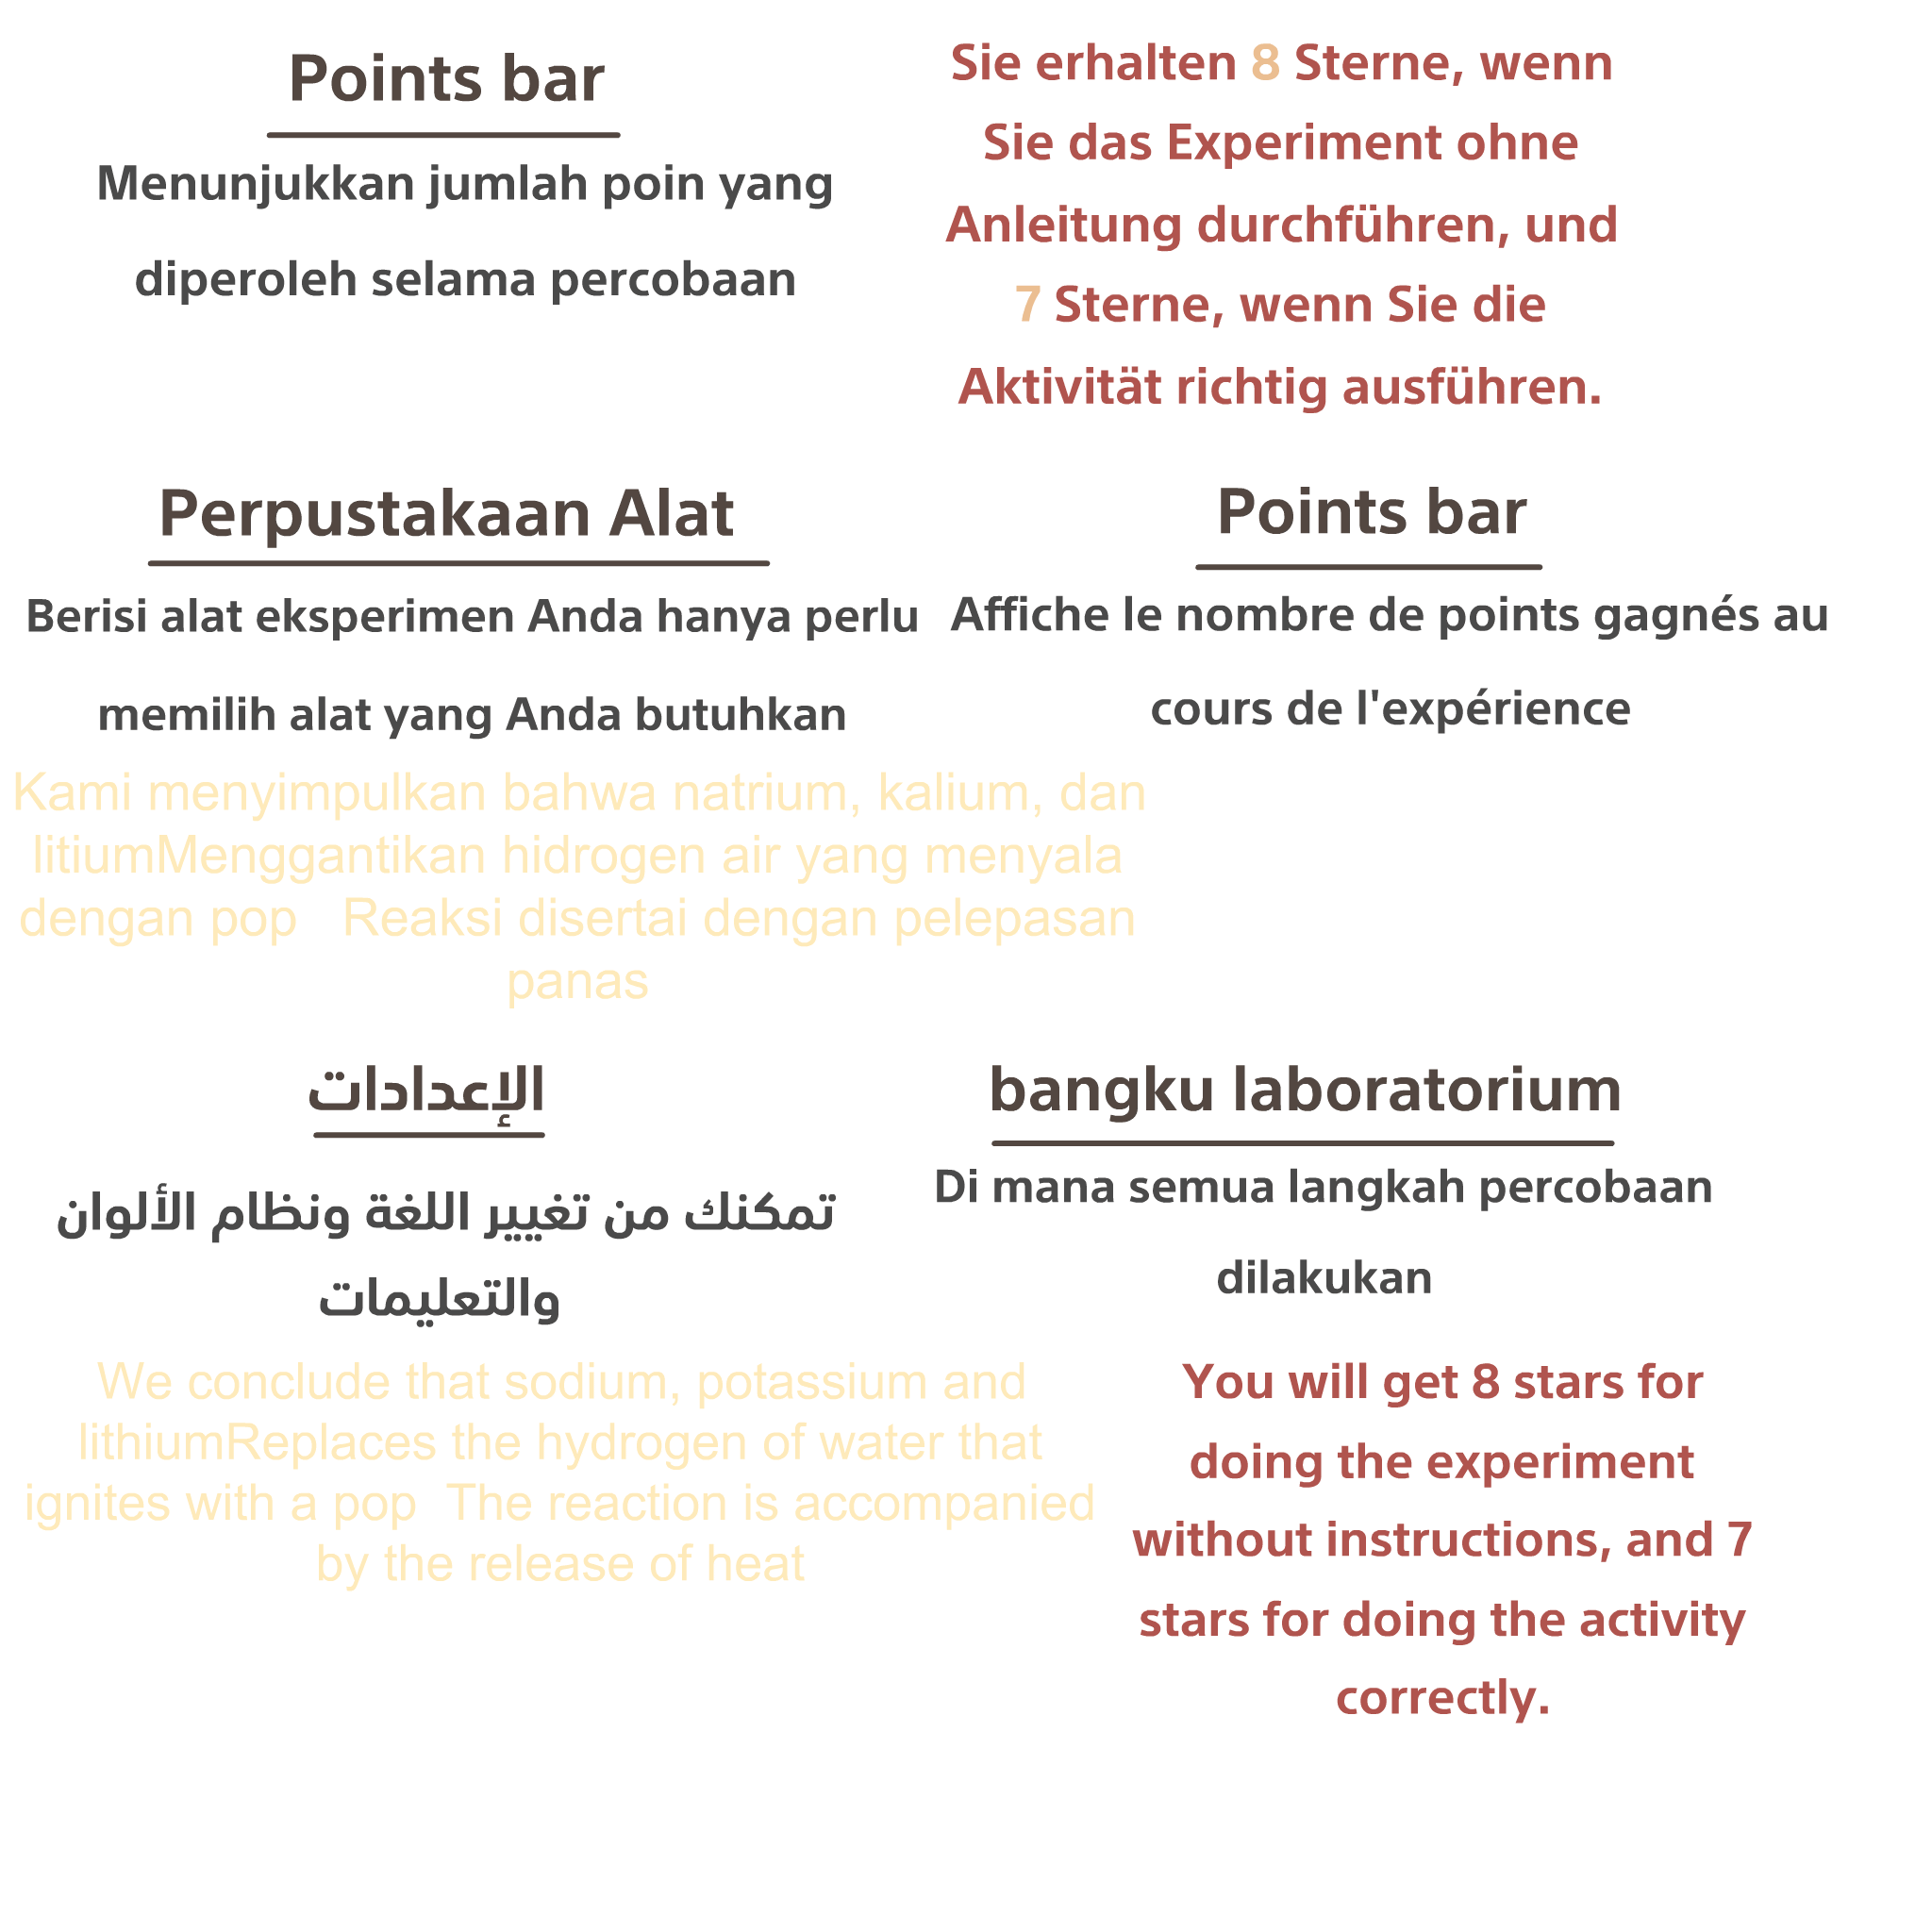 Points bar
Menunjukkan jumlah poin yang
diperoleh selama percobaan
Sie erhalten 8 Sterne, wenn
Sie das Experiment ohne
Anleitung durchführen, und
7 Sterne, wenn Sie die
Aktivität richtig ausführen.
Perpustakaan Alat
Berisi alat eksperimen Anda hanya perlu
memilih alat yang Anda butuhkan
Points bar
Affiche le nombre de points gagnés au
cours de l'expérience
Kami menyimpulkan bahwa natrium, kalium, dan
litiumMenggantikan hidrogen air yang menyala
dengan pop   Reaksi disertai dengan pelepasan
panas
الإعدادات
تمكنك من تغيير اللغة ونظام الألوان
والتعليمات
bangku laboratorium
Di mana semua langkah percobaan
dilakukan
We conclude that sodium, potassium and
lithiumReplaces the hydrogen of water that
ignites with a pop  The reaction is accompanied
by the release of heat
You will get 8 stars for
doing the experiment
without instructions, and 7
stars for doing the activity
correctly.